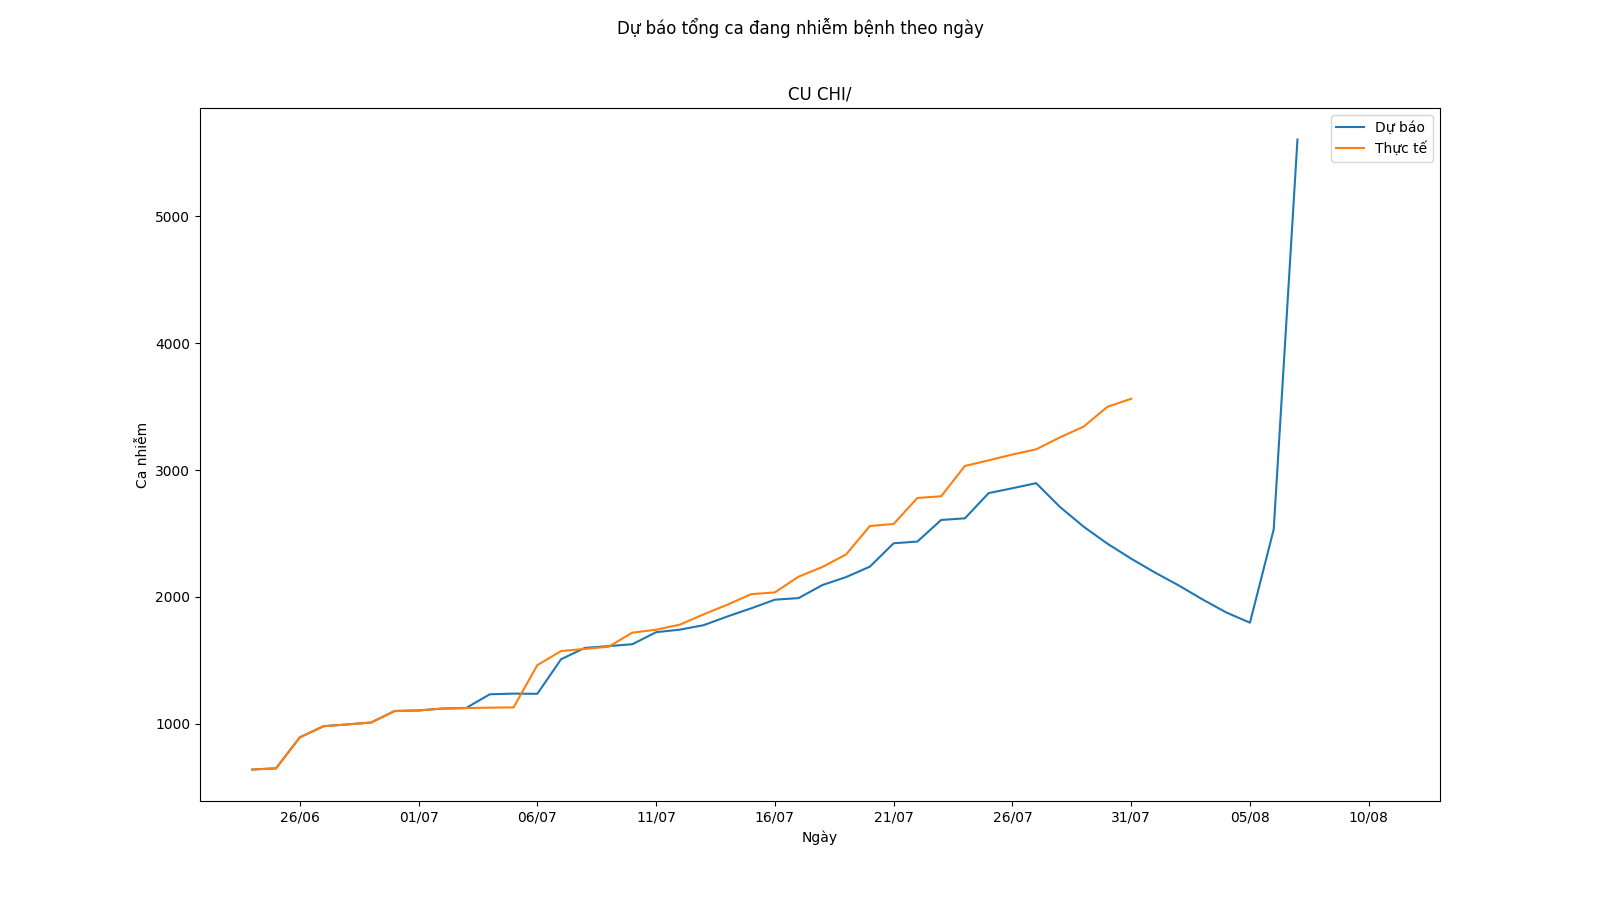 Dự báo tổng ca đang nhiễm bệnh theo ngày
CU CHI/
Dự báo
Thực tế
5000
4000
3000
2000
1000
Ca nhiễm
26/06 01/07 06/07 11/07 16/07 21/07 26/07 31/07 05/08 10/08
Ngày